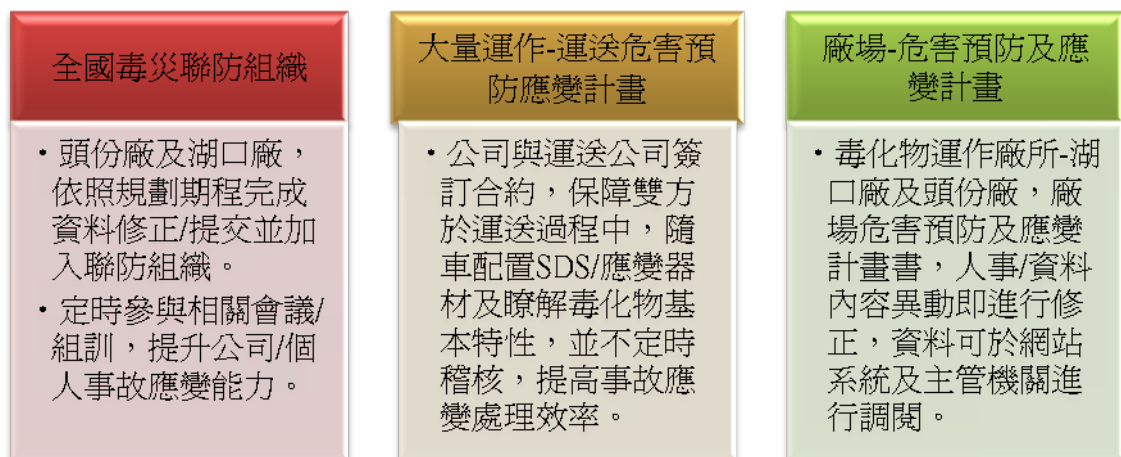 全國毒災聯防組織
• 頭份廠及湖口廠，
依照規劃期程完成
資料修正/提交並加
入聯防組織。
• 定時參與相關會議/
組訓，提升公司/個
人事故應變能力。
大量運作-運送危害預
防應變計畫
• 公司與運送公司簽
訂合約，保障雙方
於運送過程中，隨
車配置SDS/應變器
材及瞭解毒化物基
本特性，並不定時
稽核，提高事故應
變處理效率。
廠場-危害預防及應
變計畫
• 毒化物運作廠所-湖
口廠及頭份廠，廠
場危害預防及應變
計畫書，人事/資料
內容異動即進行修
正，資料可於網站
系統及主管機關進
行調閱。